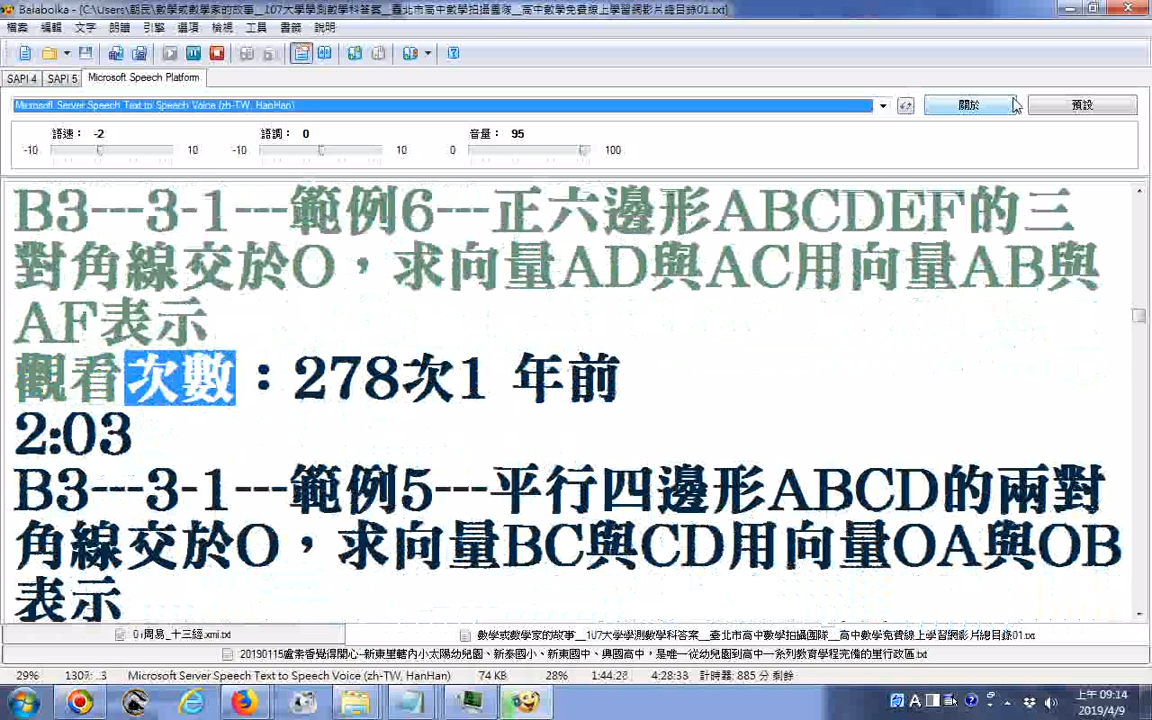 Balabolka - [C:\Users\朝民\數學或數學家的故事__107大學學測數學科答案__臺北市高中數學拍攝團隊__高中數學免費線上學習網影片總目錄01.txt]
檔案 編輯 文字 朗讀 引擎 選項 檢視 工具 書籤 說明
SAPI 4 SAPI 5 Microsoft Speech Platform
Microsoft Server Speech Text to Speech Voice (zh-TW, HanHan) 關於 預設
語速: -2 語調: 0 音量: 95
-10 10 -10 10 0 100
B3---3-1---範例6---正六邊形ABCDEF的三
對角線交於O，求向量AD與AC用向量AB與
AF表示
觀看次數：278次1 年前
2:03
B3---3-1---範例5---平行四邊形ABCD的兩對
角線交於O，求向量BC與CD用向量OA與OB
表示
01周易_十三經.xml.txt 數學或數學家的故事__107大學學測數學科答案__臺北市高中數學拍攝團隊__高中數學免費線上學習網影片總目錄01.txt
20190115盧素香覺得開心-新東里轄內小太陽幼兒園、新泰國小、新東國中、興國高中，是唯一從幼兒園到高中一系列教育學程完備的里行政區.txt
29% Microsoft Server Speech Text to Speech Voice (zh-TW, HanHan) 74 KB 28% 1:44:28 4:28:33 計時器: 885 分 剩餘
上午 09:14
2019/4/9